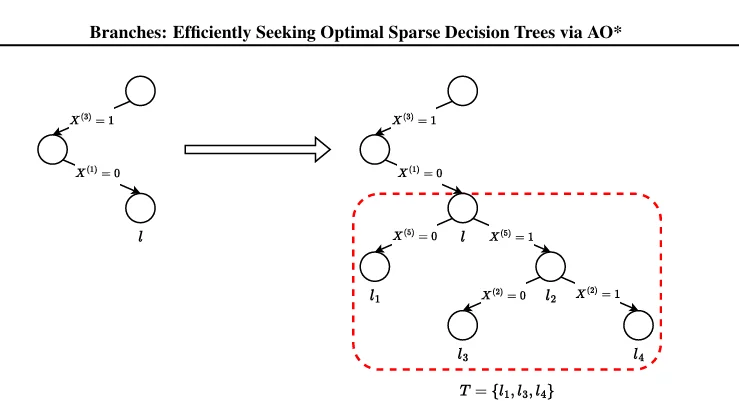 Branches: Efficiently Seeking Optimal Sparse Decision Trees via AO*
X^{(3)} = 1
X^{(1)} = 0
l
X^{(3)} = 1
X^{(1)} = 0
X^{(5)} = 0 l X^{(5)} = 1
l_1 X^{(2)} = 0 l_2 X^{(2)} = 1
l_3 l_4
T = {l_1, l_3, l_4}